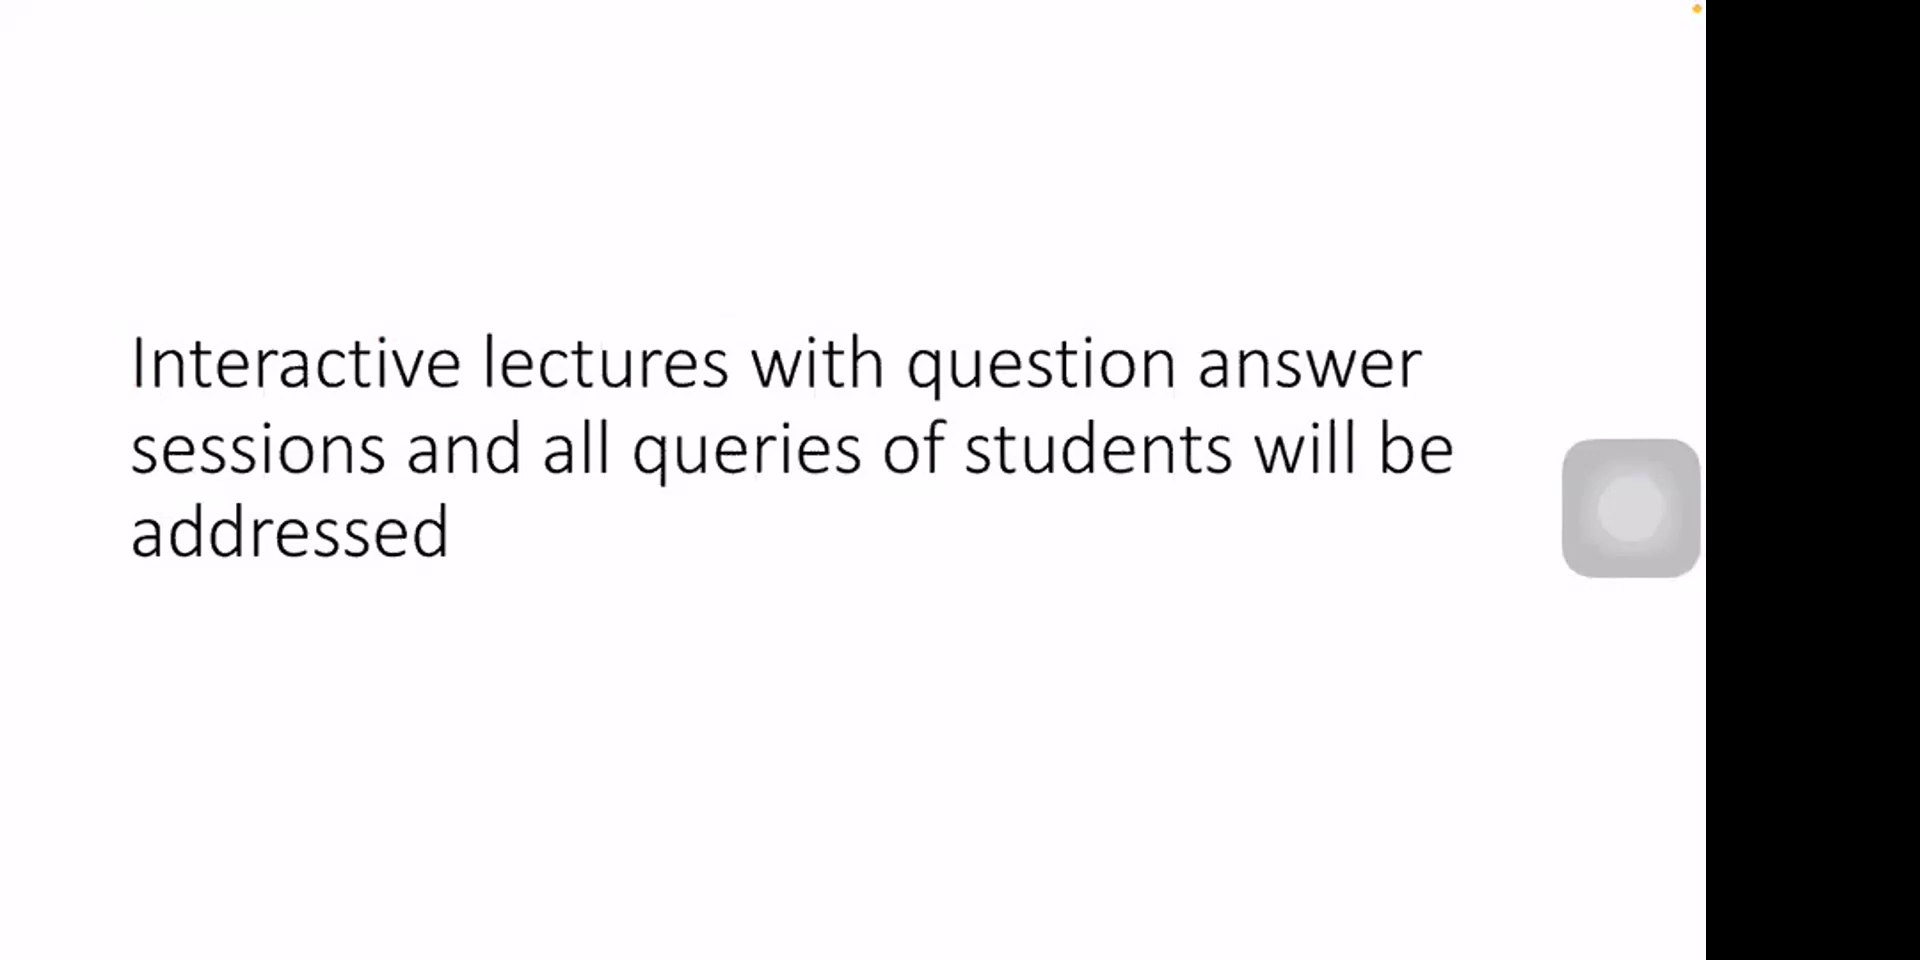 Interactive lectures with question answer
sessions and all queries of students will be
addressed